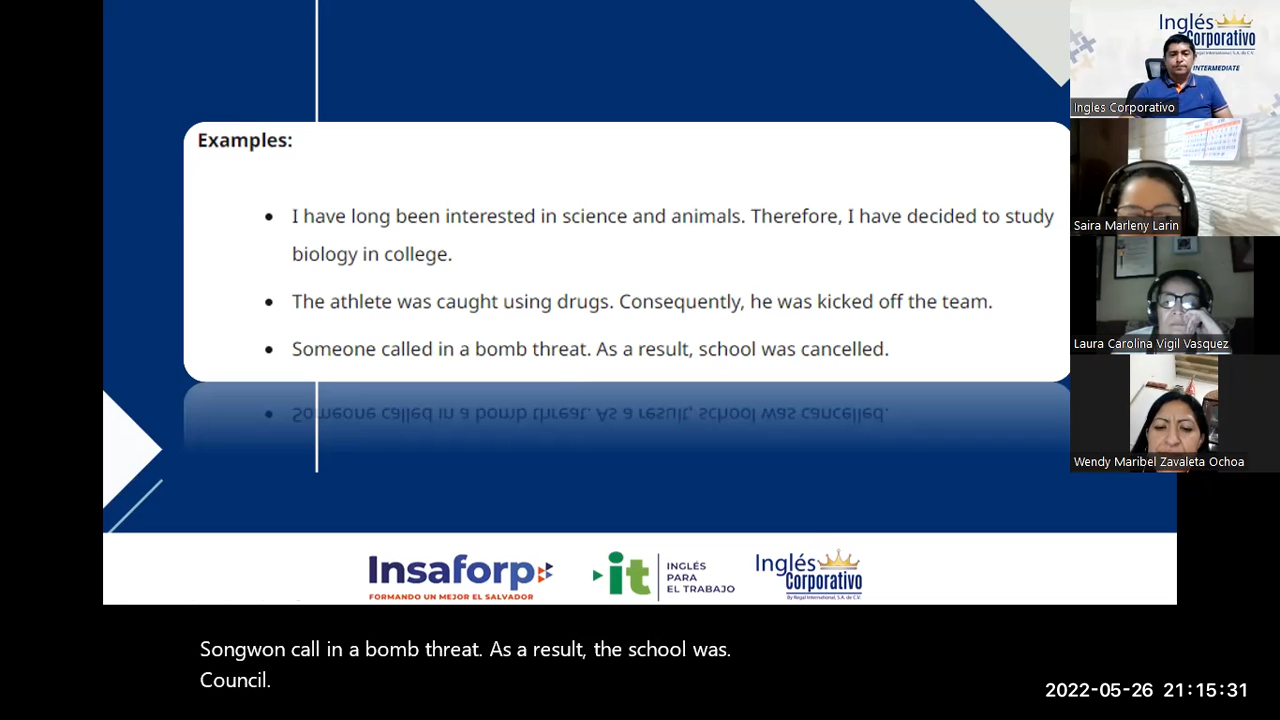 Examples:
I have long been interested in science and animals. Therefore, I have decided to study
biology in college.
The athlete was caught using drugs. Consequently, he was kicked off the team.
Someone called in a bomb threat. As a result, school was cancelled.
Someone called in a bomb threat. As a result, school was cancelled.
Insaforp
FORMANDO UN MEJOR EL SALVADOR
it
INGLÉS
PARA
EL TRABAJO
Inglés
Corporativo
By Regal International, S.A. de C.V.
Inglés
Corporativo
By Regal International, S.A. de C.V.
INTERMEDIATE
Ingles Corporativo
Saira Marleny Larin
Laura Carolina Vigil Vasquez
Wendy Maribel Zavaleta Ochoa
Songwon call in a bomb threat. As a result, the school was.
Council.
2022-05-26 21:15:31